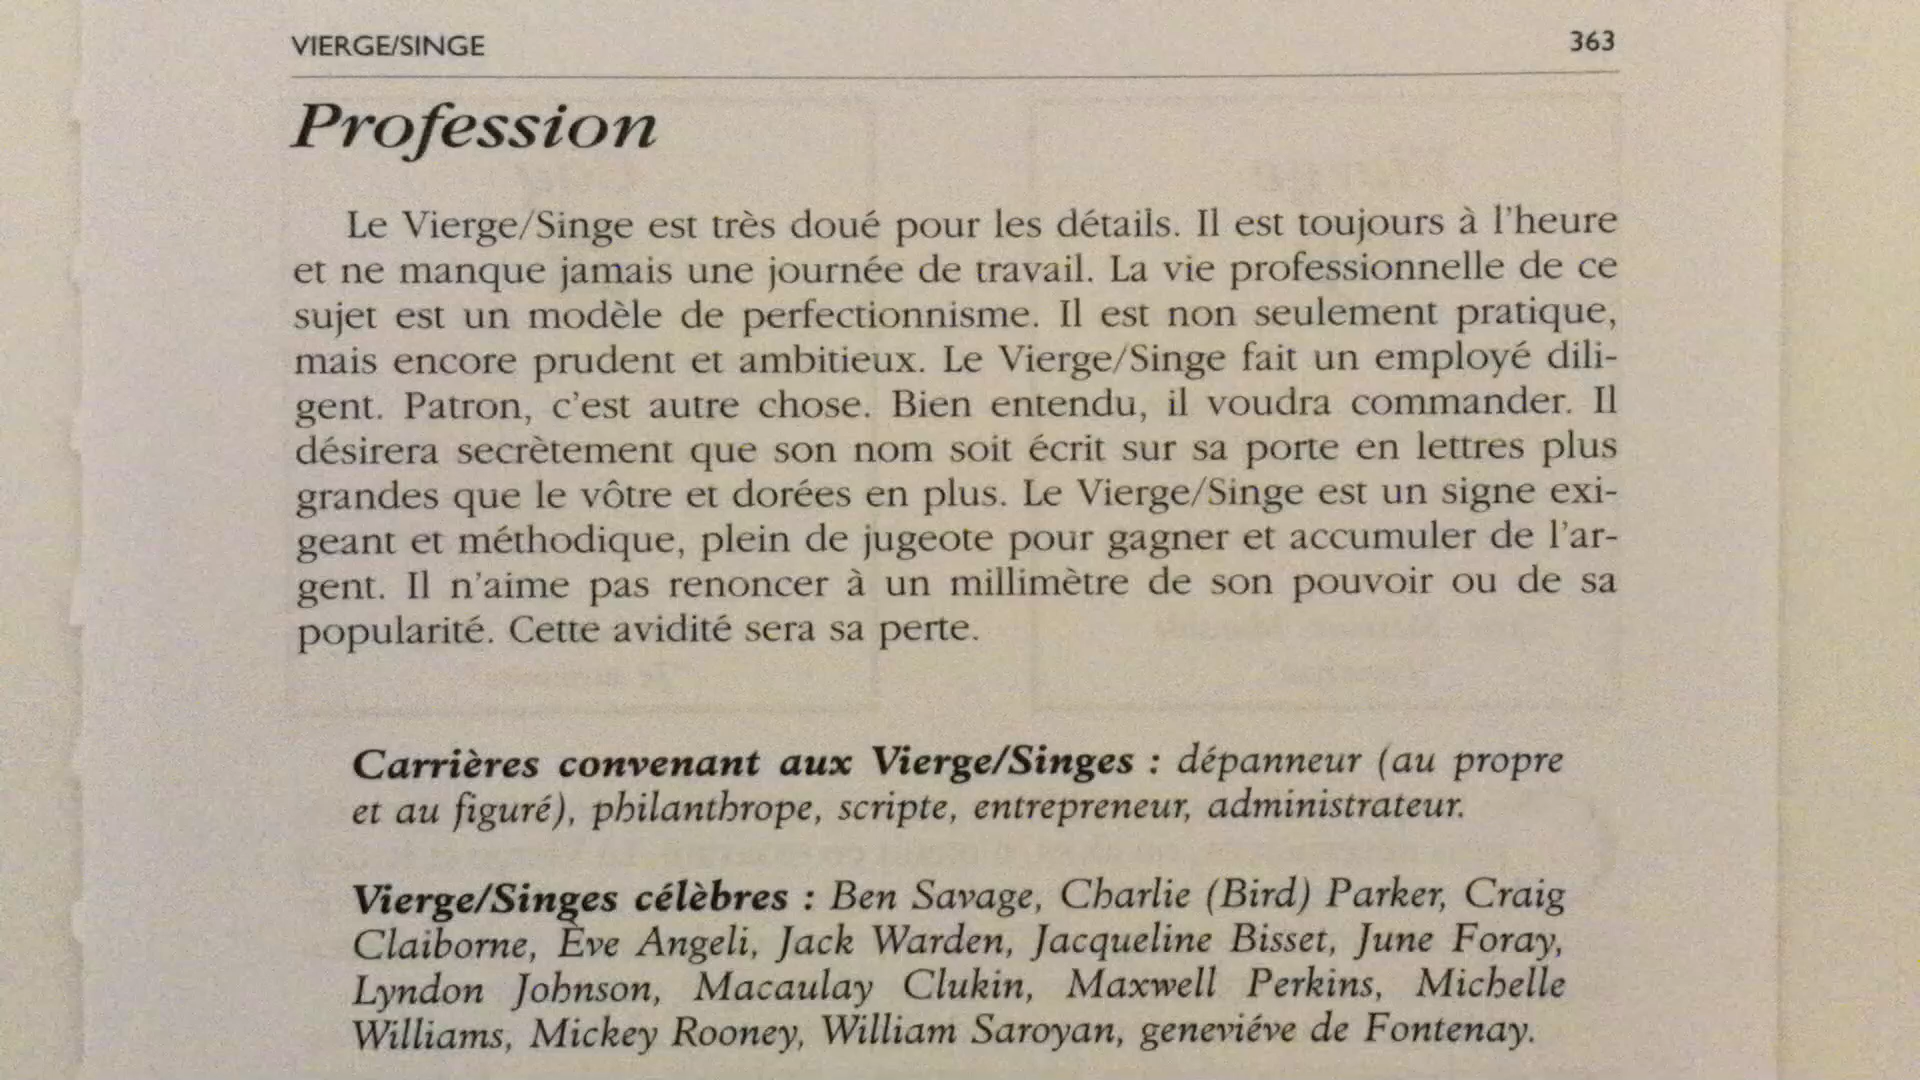 VIERGE/SINGE 363
Profession
Le Vierge/Singe est très doué pour les détails. Il est toujours à l'heure
et ne manque jamais une journée de travail. La vie professionnelle de ce
sujet est un modèle de perfectionnisme. Il est non seulement pratique,
mais encore prudent et ambitieux. Le Vierge/Singe fait un employé dili-
gent. Patron, c'est autre chose. Bien entendu, il voudra commander. Il
désirera secrètement que son nom soit écrit sur sa porte en lettres plus
grandes que le vôtre et dorées en plus. Le Vierge/Singe est un signe exi-
geant et méthodique, plein de jugeote pour gagner et accumuler de l'ar-
gent. Il n'aime pas renoncer à un millimètre de son pouvoir ou de sa
popularité. Cette avidité sera sa perte.
Carrières convenant aux Vierge/Singes : dépanneur (au propre
et au figuré), philanthrope, scripte, entrepreneur, administrateur.
Vierge/Singes célèbres : Ben Savage, Charlie (Bird) Parker, Craig
Claiborne, Ève Angeli, Jack Warden, Jacqueline Bisset, June Foray,
Lyndon Johnson, Macaulay Clukin, Maxwell Perkins, Michelle
Williams, Mickey Rooney, William Saroyan, geneviéve de Fontenay.